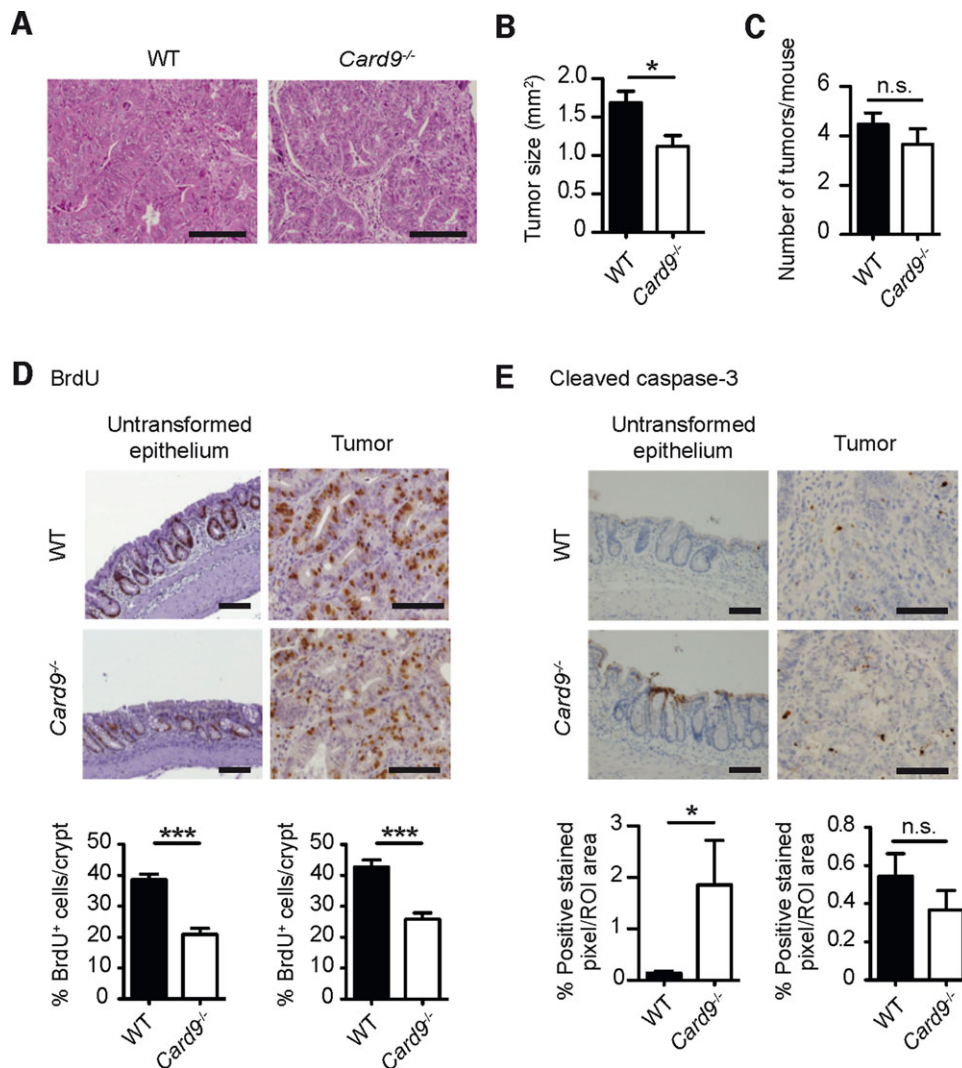 A
WT
Card9-/-
B
Tumor size (mm2)
2.0
1.5
1.0
0.5
0
*
WT
Card9-/-
C
Number of tumors/mouse
6
4
2
0
n.s.
WT
Card9-/-
D BrdU
Untransformed
epithelium
Tumor
WT
Card9-/-
% BrdU+ cells/crypt
50
40
30
20
10
0
***
WT
Card9-/-
% BrdU+ cells/crypt
50
40
30
20
10
0
***
WT
Card9-/-
E Cleaved caspase-3
Untransformed
epithelium
Tumor
WT
Card9-/-
% Positive stained
pixel/ROI area
3
2
1
0
*
WT
Card9-/-
% Positive stained
pixel/ROI area
0.8
0.6
0.4
0.2
0
n.s.
WT
Card9-/-